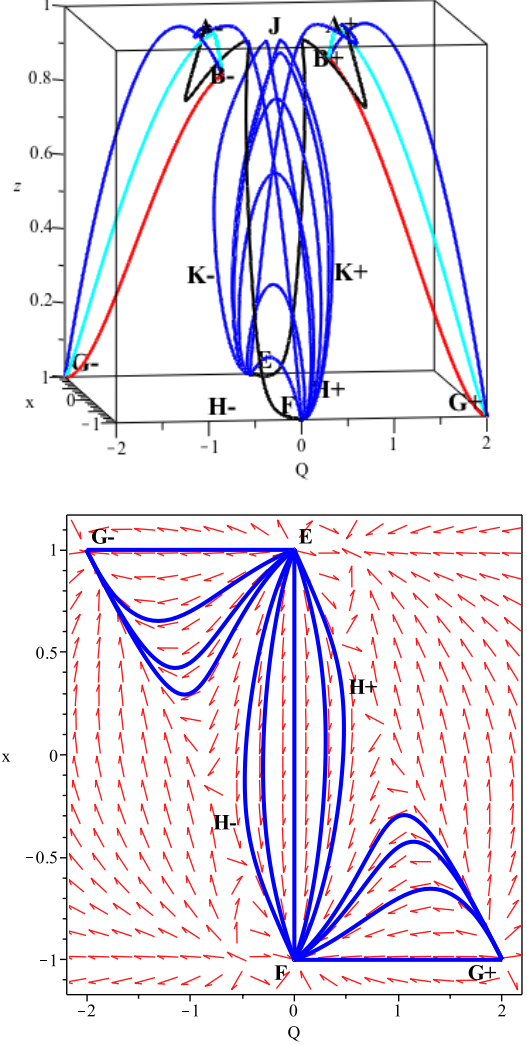 1
A- J A+
B- B+
0.8
0.6
z
0.4
K- K+
0.2
G- E
1
x 0 H- F H+ G+
-1
-2 -1 0 1 2
Q
G- E
1
0.5
H+
x 0
H-
-0.5
-1
F G+
-2 -1 0 1 2
Q